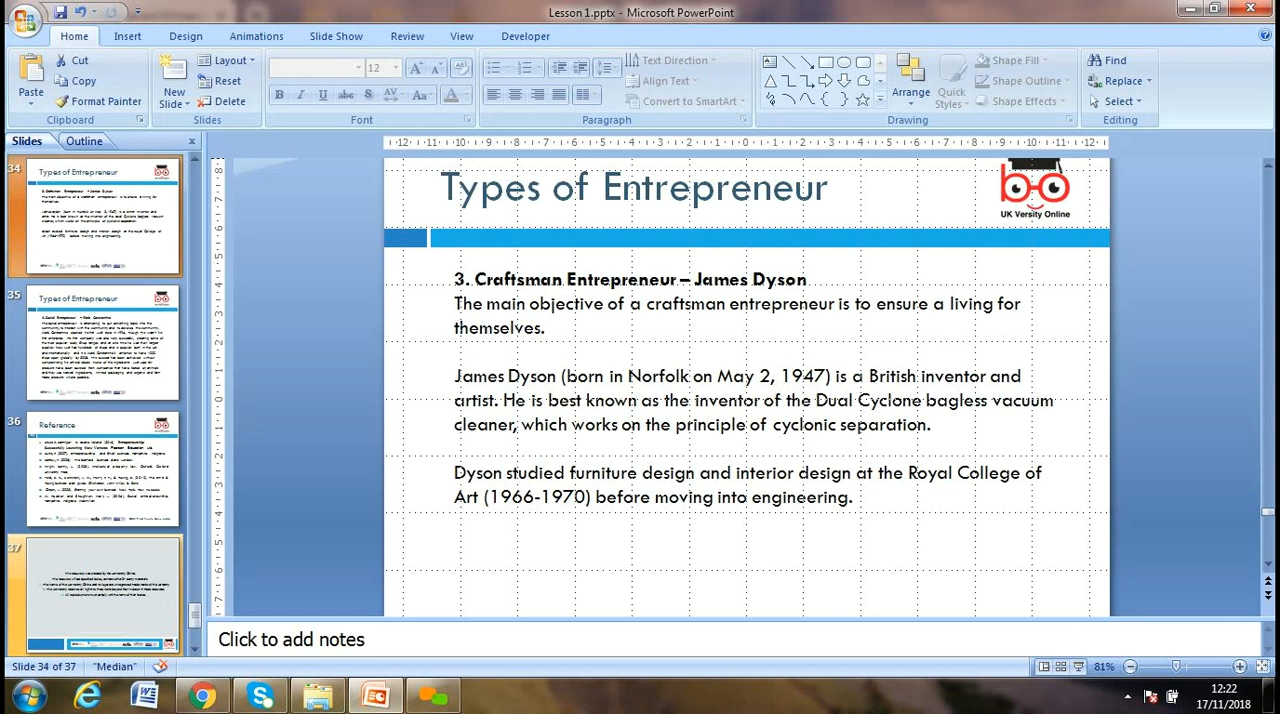 Lesson 1.pptx - Microsoft PowerPoint
Home Insert Design Animations Slide Show Review View Developer
Paste Cut Copy Format Painter
Clipboard
New Slide Layout Reset Delete
Slides
12
Font
Text Direction
Align Text
Convert to SmartArt
Paragraph
Arrange Quick Styles
Shape Fill
Shape Outline
Shape Effects
Drawing
Find
Replace
Select
Editing
Slides Outline
34
Types of Entrepreneur
35
Types of Entrepreneur
36
Reference
37
Types of Entrepreneur
UK Versity Online
3. Craftsman Entrepreneur – James Dyson
The main objective of a craftsman entrepreneur is to ensure a living for
themselves.
James Dyson (born in Norfolk on May 2, 1947) is a British inventor and
artist. He is best known as the inventor of the Dual Cyclone bagless vacuum
cleaner, which works on the principle of cyclonic separation.
Dyson studied furniture design and interior design at the Royal College of
Art (1966-1970) before moving into engineering.
Click to add notes
Slide 34 of 37 "Median" 81%
12:22
17/11/2018